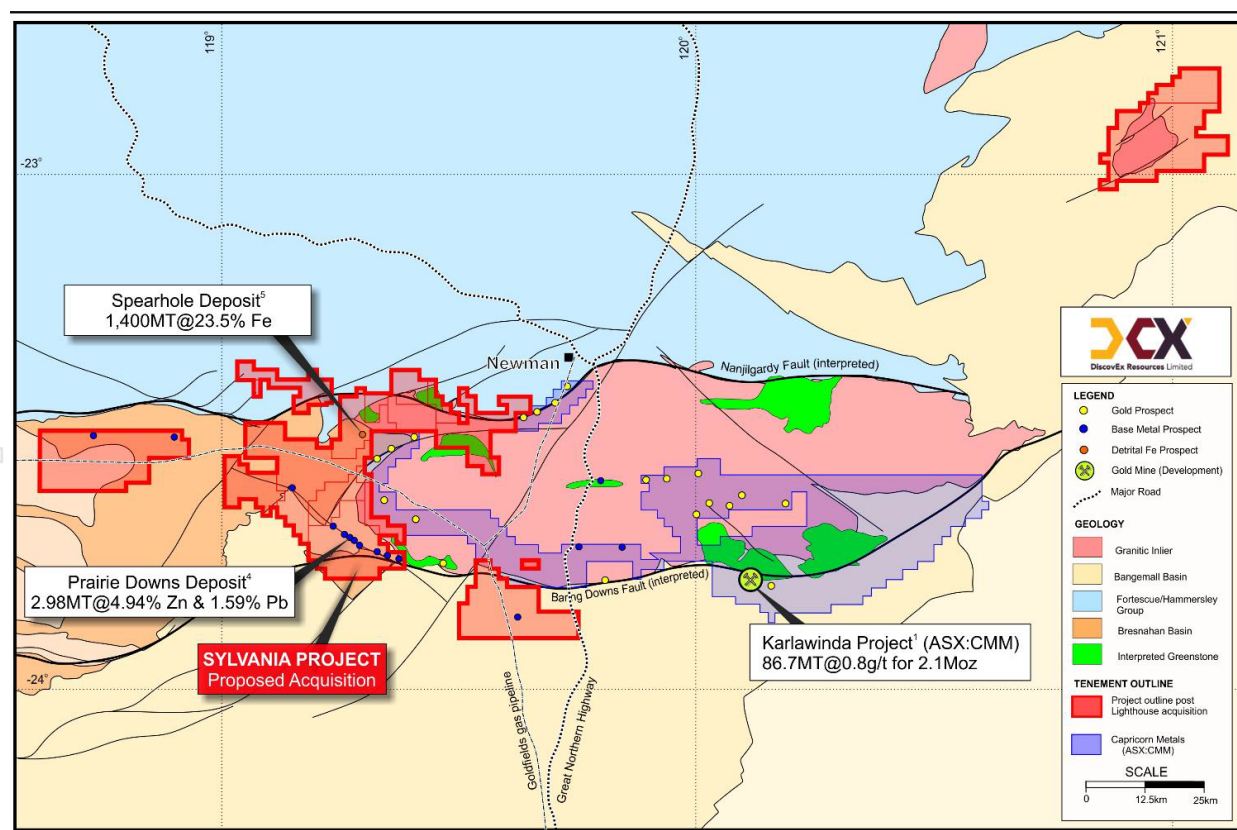 119°
120°
121°
-23°
Spearhole Deposit5
1,400MT@23.5% Fe
Newman
Nanjilgardy Fault (interpreted)
Prairie Downs Deposit4
2.98MT@4.94% Zn & 1.59% Pb
SYLVANIA PROJECT
Proposed Acquisition
Baring Downs Fault (interpreted)
Karlawinda Project1 (ASX:CMM)
86.7MT@0.8g/t for 2.1Moz
-24°
Goldfields gas pipeline
Great Northern Highway
DCX
DISCOVEX RESOURCES Limited
LEGEND
Gold Prospect
Base Metal Prospect
Detrital Fe Prospect
Gold Mine (Development)
Major Road
GEOLOGY
Granitic Inlier
Bangemall Basin
Fortescue/Hammersley
Group
Bresnahan Basin
Interpreted Greenstone
TENEMENT OUTLINE
Project outline post
Lighthouse acquisition
Capricorn Metals
(ASX:CMM)
SCALE
0 12.5km 25km